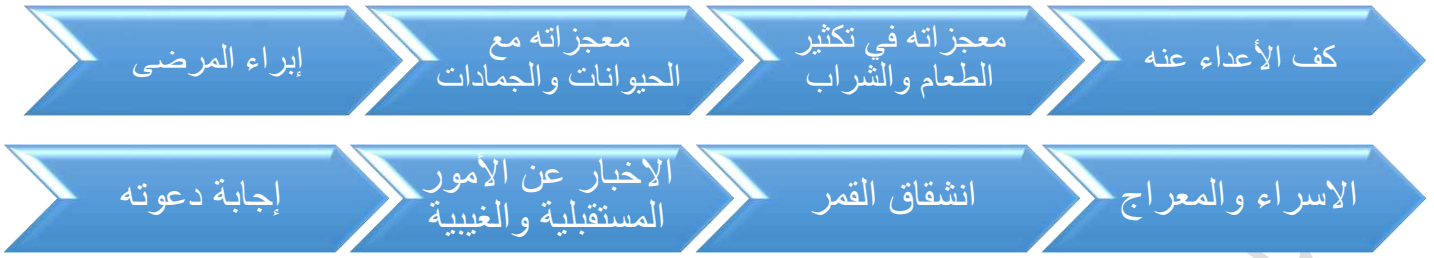 كف الأعداء عنه
معجزاته في تكثير
الطعام والشراب
معجزاته مع
الحيوانات والجمادات
إبراء المرضى
الاسراء والمعراج
انشقاق القمر
الاخبار عن الأمور
المستقبلية والغيبية
إجابة دعوته